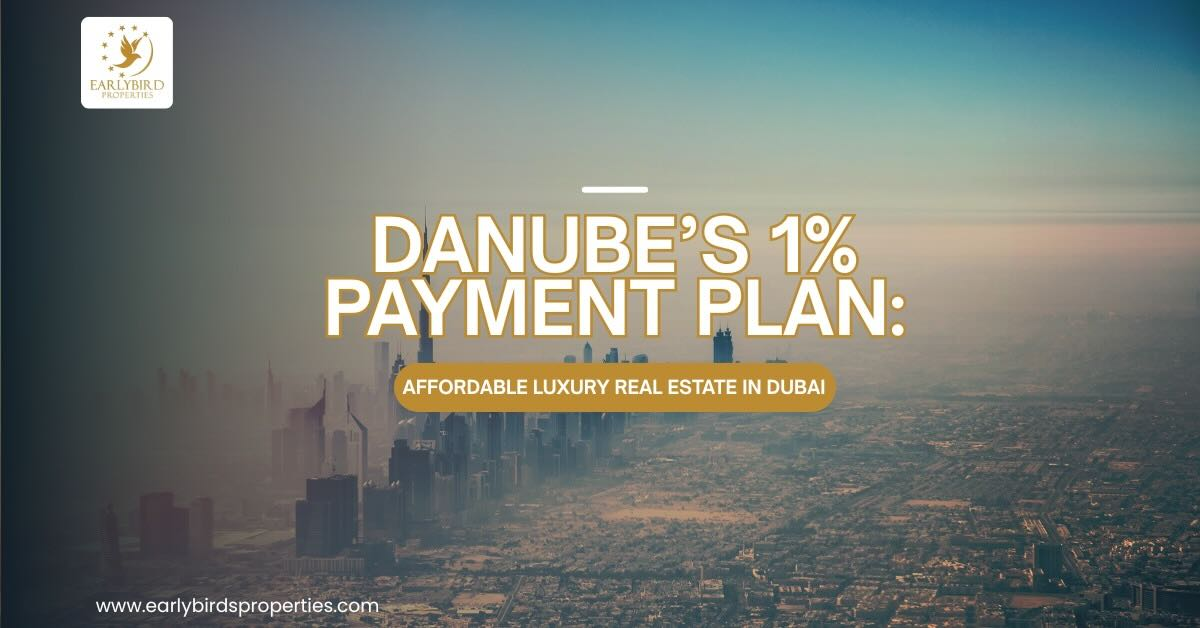 EARLYBIRD
PROPERTIES
DANUBE’S 1%
PAYMENT PLAN:
AFFORDABLE LUXURY REAL ESTATE IN DUBAI
www.earlybirdsproperties.com